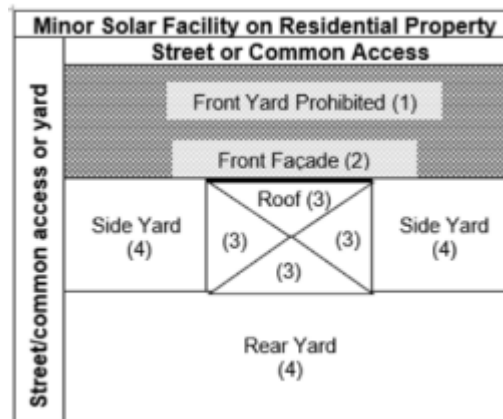 Minor Solar Facility on Residential Property
Street or Common Access
Street/common access or yard
Front Yard Prohibited (1)
Front Façade (2)
Side Yard
(4)
Roof (3)
(3)
(3)
(3)
Side Yard
(4)
Rear Yard
(4)